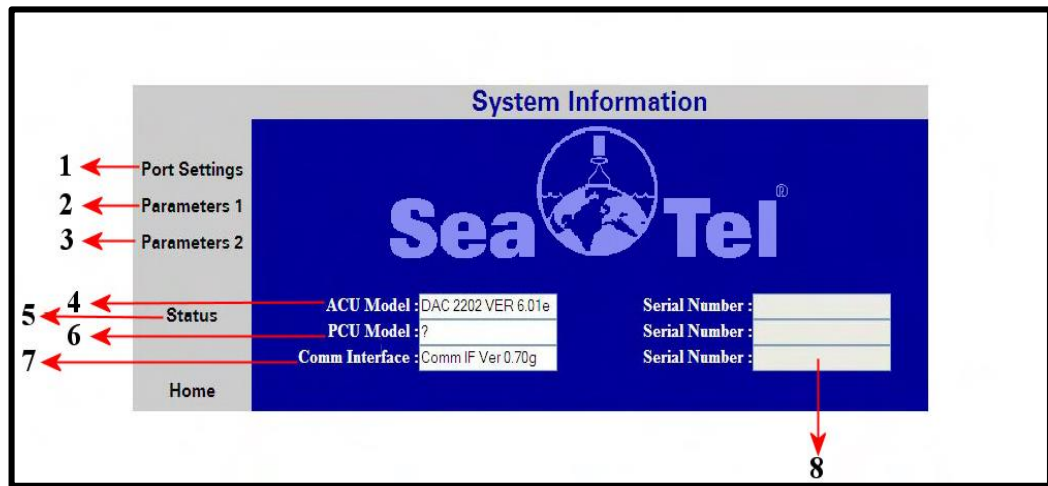 System Information
1 Port Settings
2 Parameters 1
3 Parameters 2
Sea Tel ®
4 ACU Model : DAC 2202 VER 6.01e Serial Number :
5 Status
6 PCU Model : ? Serial Number :
7 Comm Interface : Comm IF Ver 0.70g Serial Number :
Home
8